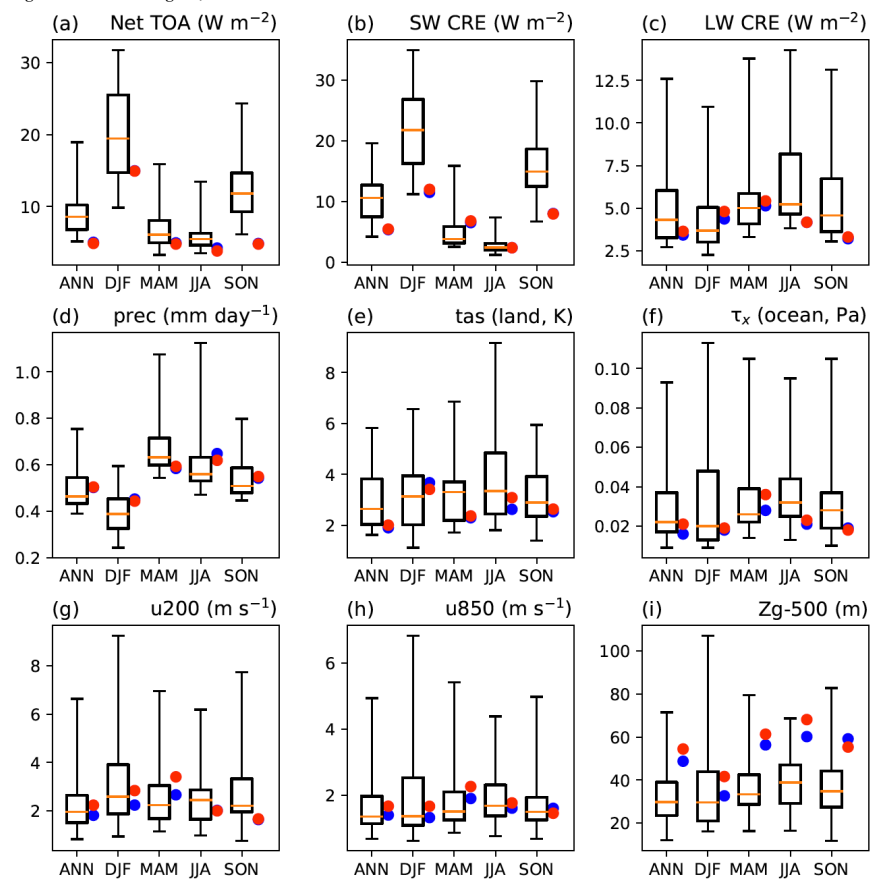 (a) Net TOA (W m⁻²)
(b) SW CRE (W m⁻²)
(c) LW CRE (W m⁻²)
30
20
10
ANN DJF MAM JJA SON
30
20
10
0
ANN DJF MAM JJA SON
12.5
10.0
7.5
5.0
2.5
ANN DJF MAM JJA SON
(d) prec (mm day⁻¹)
(e) tas (land, K)
(f) τₓ (ocean, Pa)
1.0
0.8
0.6
0.4
0.2
ANN DJF MAM JJA SON
8
6
4
2
ANN DJF MAM JJA SON
0.10
0.08
0.06
0.04
0.02
ANN DJF MAM JJA SON
(g) u200 (m s⁻¹)
(h) u850 (m s⁻¹)
(i) Zg-500 (m)
8
6
4
2
ANN DJF MAM JJA SON
6
4
2
ANN DJF MAM JJA SON
100
80
60
40
20
ANN DJF MAM JJA SON